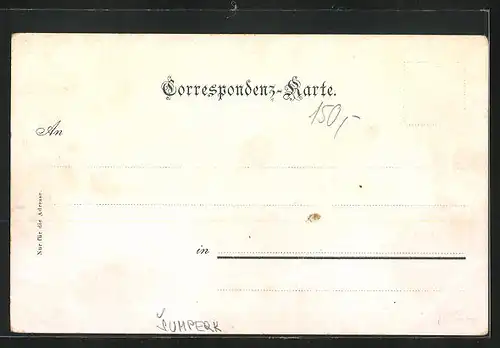 Correspondenz-Karte.
150,-
An
Nur für die Adresse.
in
ŠUMPERK